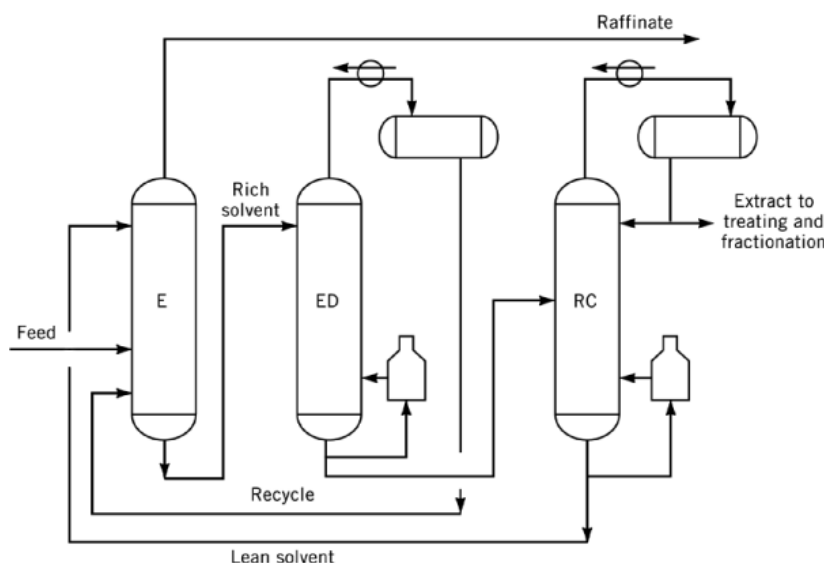 Raffinate
Rich
solvent
Extract to
treating and
fractionation
E
ED
RC
Feed
Recycle
Lean solvent